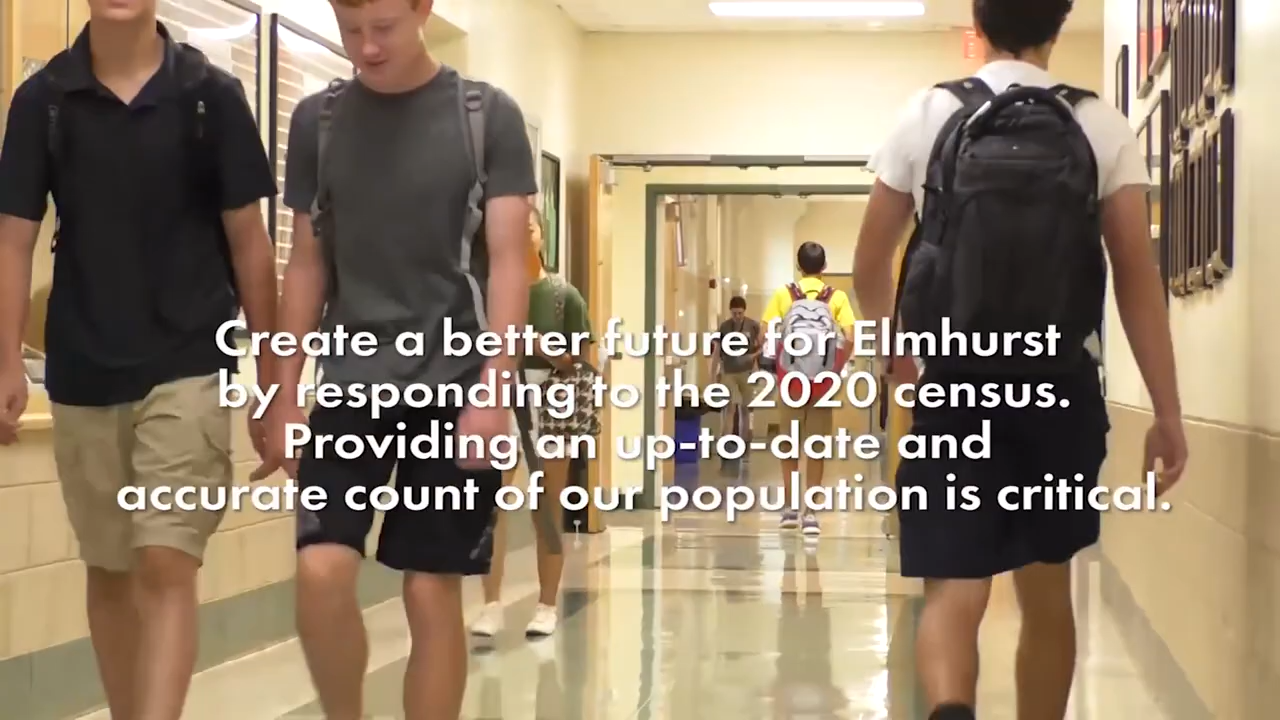 Create a better future for Elmhurst
by responding to the 2020 census.
Providing an up-to-date and
accurate count of our population is critical.